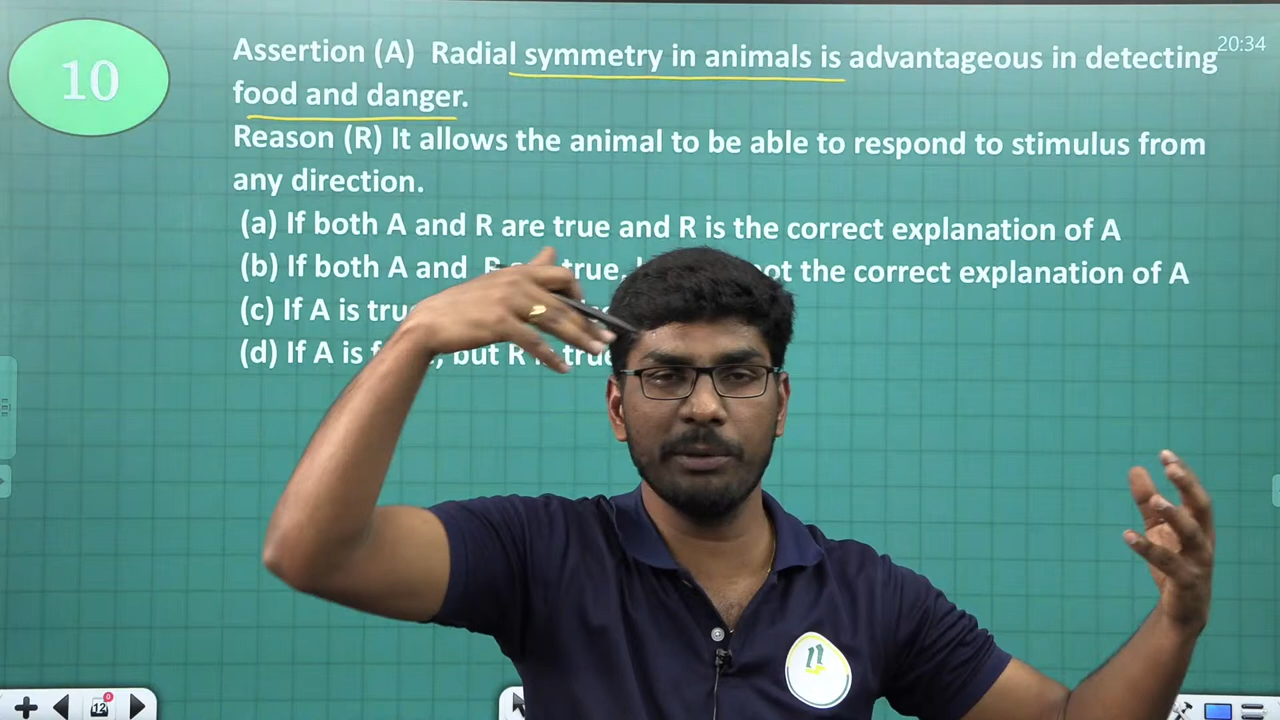 10
20:34
Assertion (A) Radial symmetry in animals is advantageous in detecting
food and danger.
Reason (R) It allows the animal to be able to respond to stimulus from
any direction.
(a) If both A and R are true and R is the correct explanation of A
(b) If both A and true, the correct explanation of A
(c) If A is
(d) If A is but R
12
0